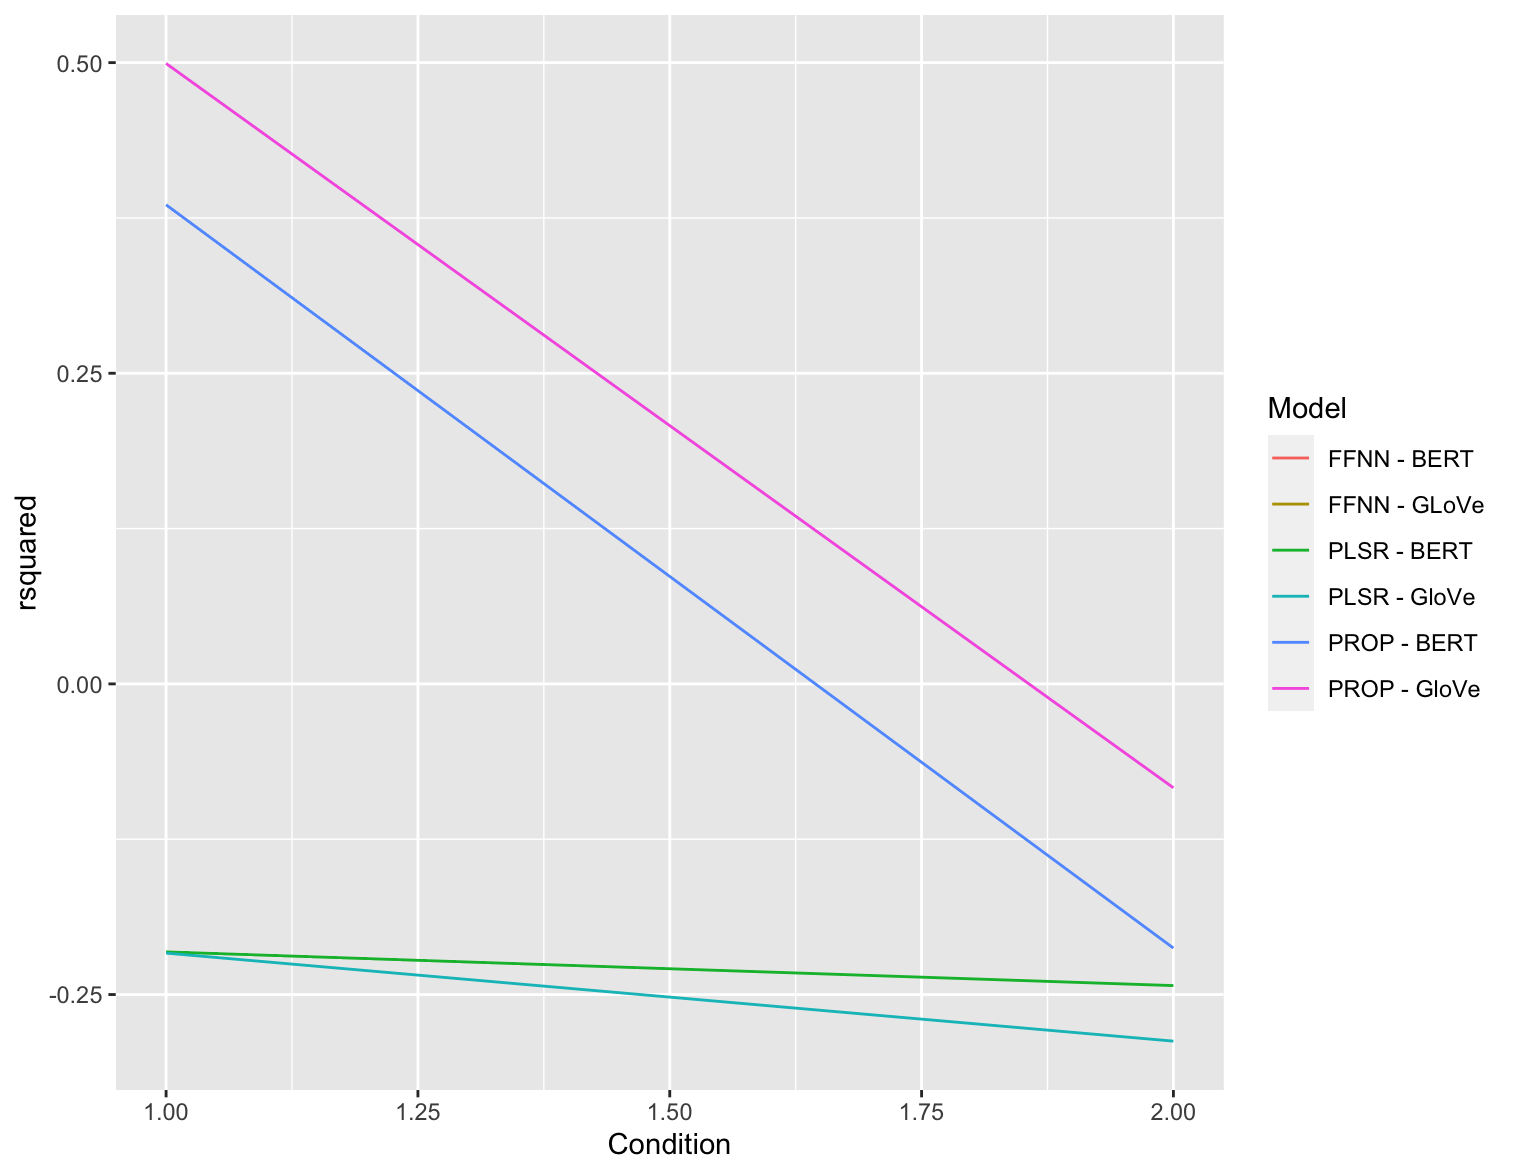 0.50
0.25
0.00
-0.25
rsquared
1.00 1.25 1.50 1.75 2.00
Condition
Model
FFNN - BERT
FFNN - GLoVe
PLSR - BERT
PLSR - GloVe
PROP - BERT
PROP - GloVe